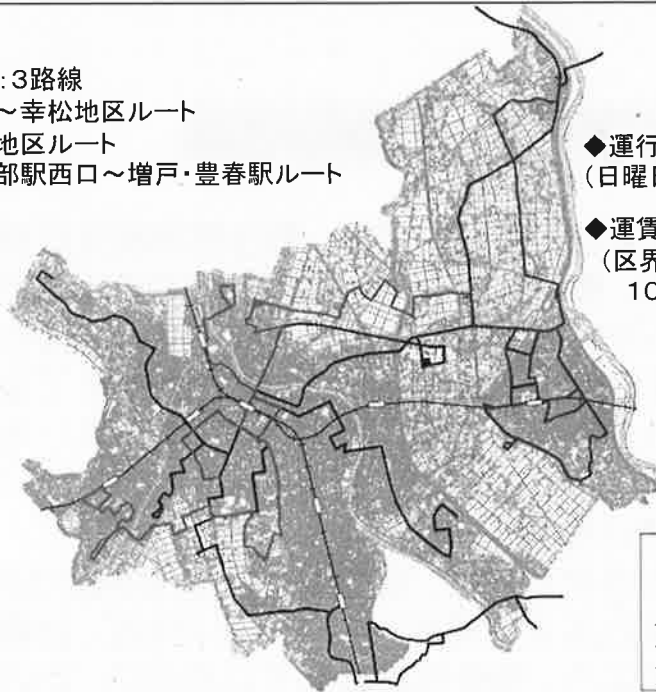 :3路線
～幸松地区ルート
地区ルート
部駅西口～増戸・豊春駅ルート
◆運行
(日曜日
◆運賃
(区界
10